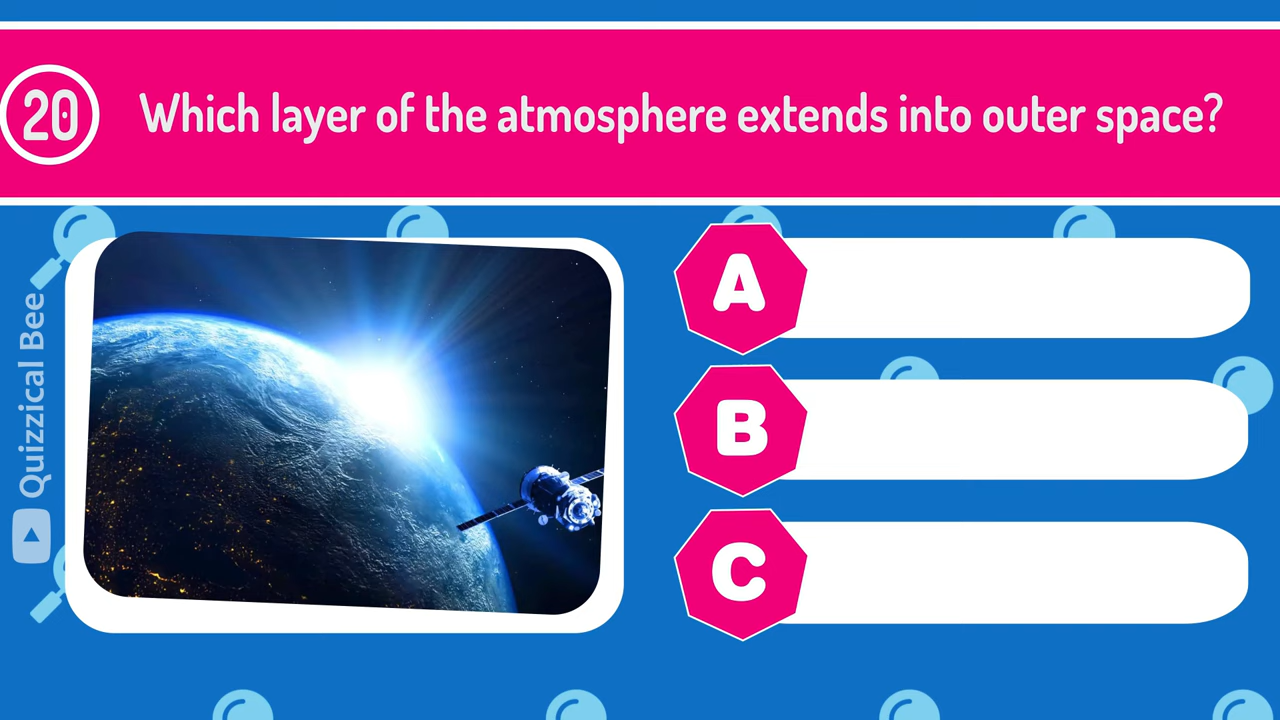 20
Which layer of the atmosphere extends into outer space?
Quizzical Bee
A
B
C